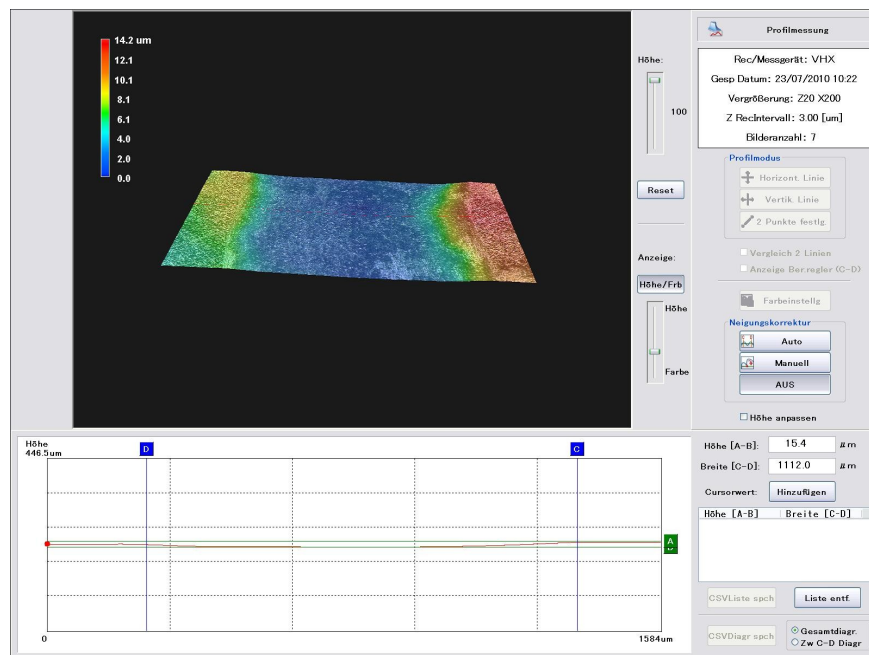 14.2 um
12.1
10.1
8.1
6.1
4.0
2.0
0.0
Höhe:
100
Reset
Anzeige:
Höhe/Frb
Höhe
Farbe
Profilmessung
Rec/Messgerät: VHX
Gesp Datum: 23/07/2010 10:22
Vergrößerung: Z20 X200
Z RecIntervall: 3.00 [um]
Bilderanzahl: 7
Profilmodus
Horizont. Linie
Vertik. Linie
2 Punkte festlg.
Vergleich 2 Linien
Anzeige Ber.regler (C-D)
Farbeinstellg
Neigungskorrektur
Auto
Manuell
AUS
Höhe anpassen
Höhe
446.5um
D
C
A
0
1584um
Höhe [A-B]: 15.4 μm
Breite [C-D]: 1112.0 μm
Cursorwert: Hinzufügen
Höhe [A-B] Breite [C-D]
CSVListe spch Liste entf.
CSVDiagr spch
Gesamtdiagr.
Zw C-D Diagr